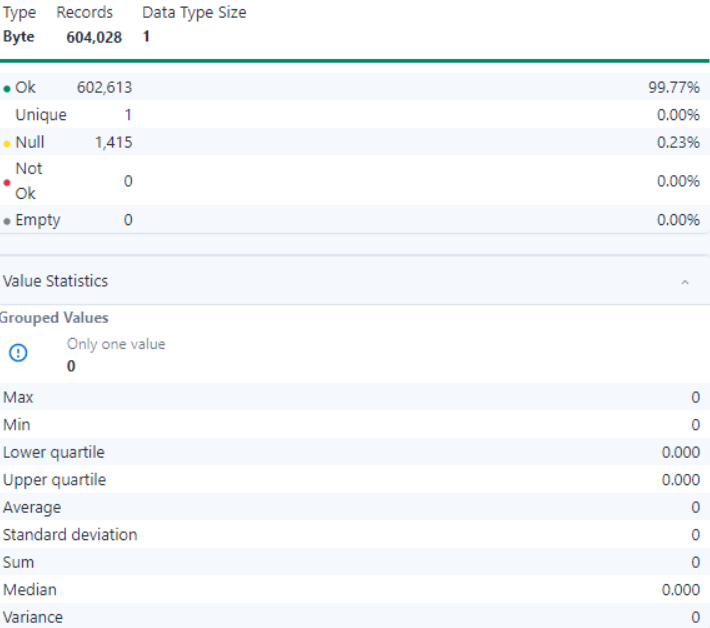 Type Records Data Type Size
Byte 604,028 1
Ok 602,613 99.77%
Unique 1 0.00%
Null 1,415 0.23%
Not
Ok 0 0.00%
Empty 0 0.00%
Value Statistics
Grouped Values
Only one value
0
Max 0
Min 0
Lower quartile 0.000
Upper quartile 0.000
Average 0
Standard deviation 0
Sum 0
Median 0.000
Variance 0